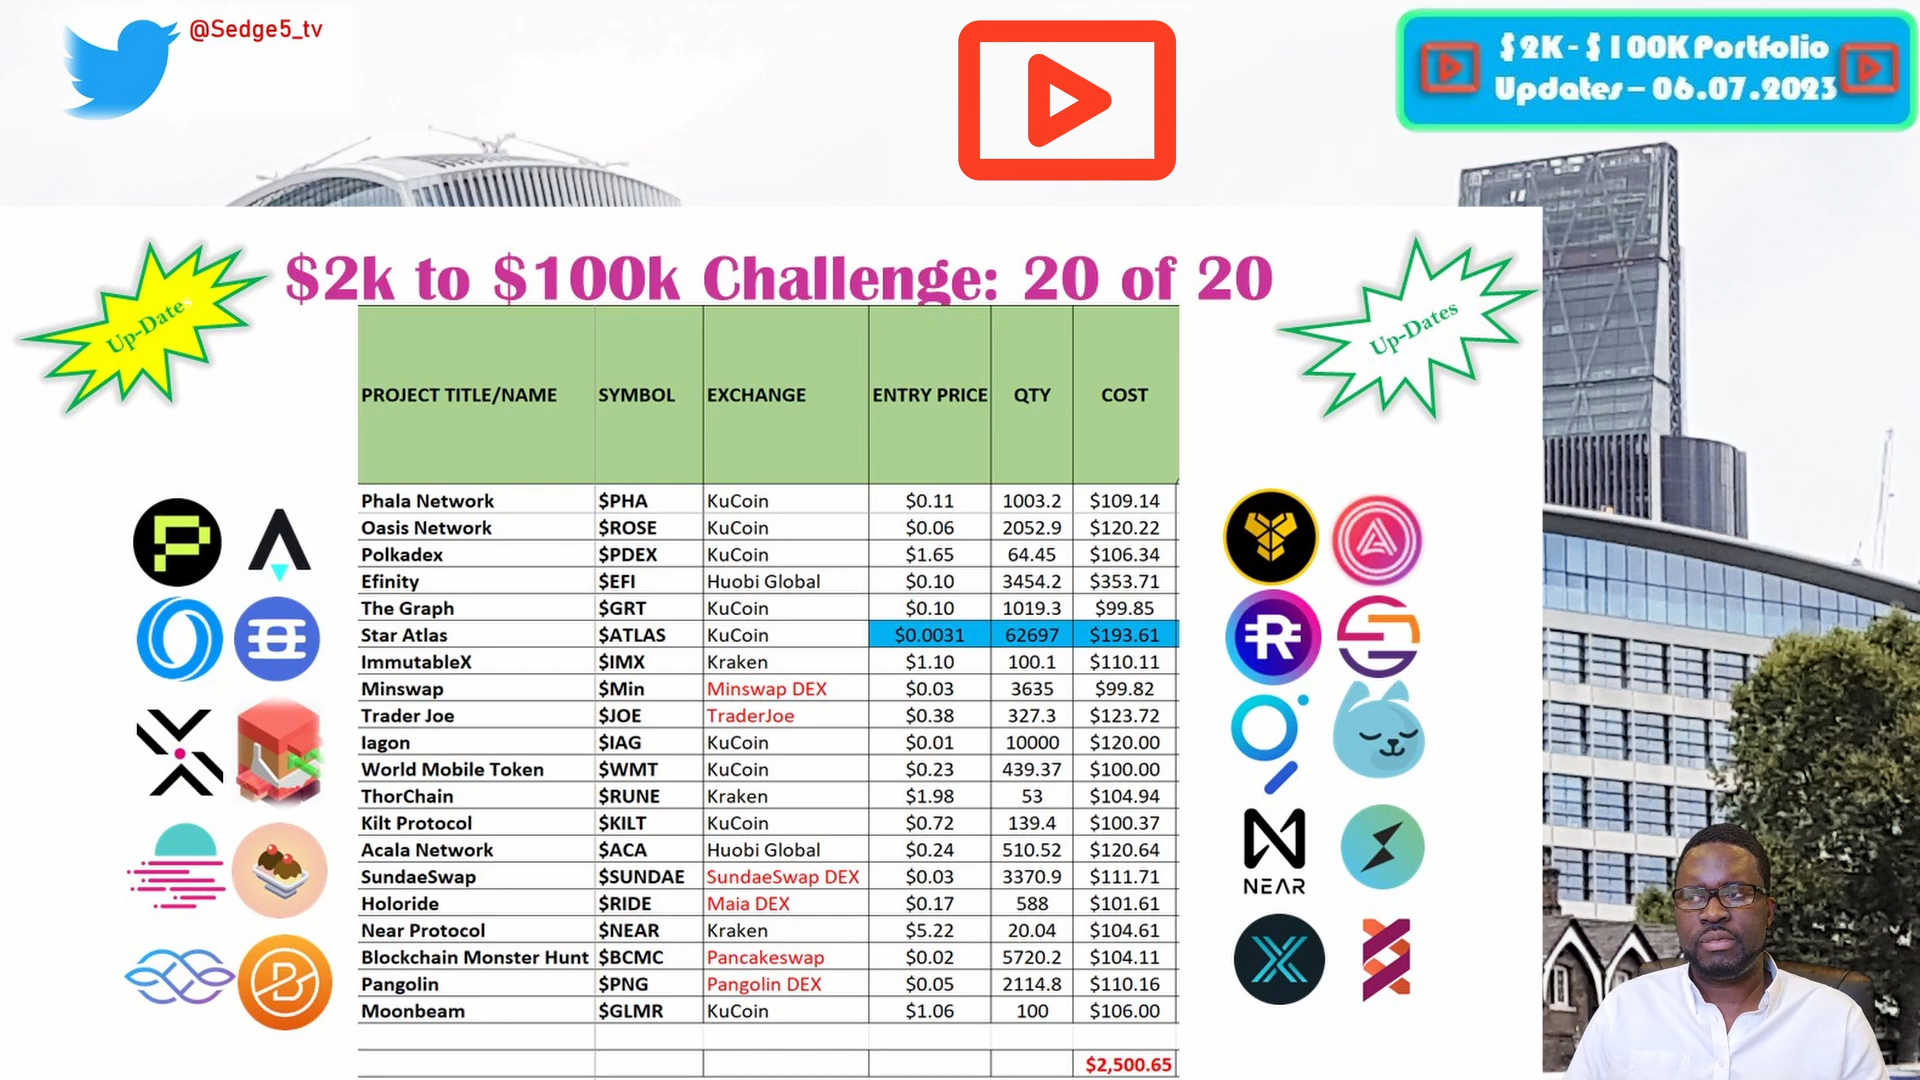 @Sedge5_tv
$2K - $100K Portfolio
Updates – 06.07.2023
$2k to $100k Challenge: 20 of 20
Up-Dates
Up-Dates
PROJECT TITLE/NAME SYMBOL EXCHANGE ENTRY PRICE QTY COST
Phala Network $PHA KuCoin $0.11 1003.2 $109.14
Oasis Network $ROSE KuCoin $0.06 2052.9 $120.22
Polkadex $PDEX KuCoin $1.65 64.45 $106.34
Efinity $EFI Huobi Global $0.10 3454.2 $353.71
The Graph $GRT KuCoin $0.10 1019.3 $99.85
Star Atlas $ATLAS KuCoin $0.0031 62697 $193.61
ImmutableX $IMX Kraken $1.10 100.1 $110.11
Minswap $Min Minswap DEX $0.03 3635 $99.82
Trader Joe $JOE TraderJoe $0.38 327.3 $123.72
Iagon $IAG KuCoin $0.01 10000 $120.00
World Mobile Token $WMT KuCoin $0.23 439.37 $100.00
ThorChain $RUNE Kraken $1.98 53 $104.94
Kilt Protocol $KILT KuCoin $0.72 139.4 $100.37
Acala Network $ACA Huobi Global $0.24 510.52 $120.64
SundaeSwap $SUNDAE SundaeSwap DEX $0.03 3370.9 $111.71
Holoride $RIDE Maia DEX $0.17 588 $101.61
Near Protocol $NEAR Kraken $5.22 20.04 $104.61
Blockchain Monster Hunt $BCMC Pancakeswap $0.02 5720.2 $104.11
Pangolin $PNG Pangolin DEX $0.05 2114.8 $110.16
Moonbeam $GLMR KuCoin $1.06 100 $106.00
$2,500.65
NEAR